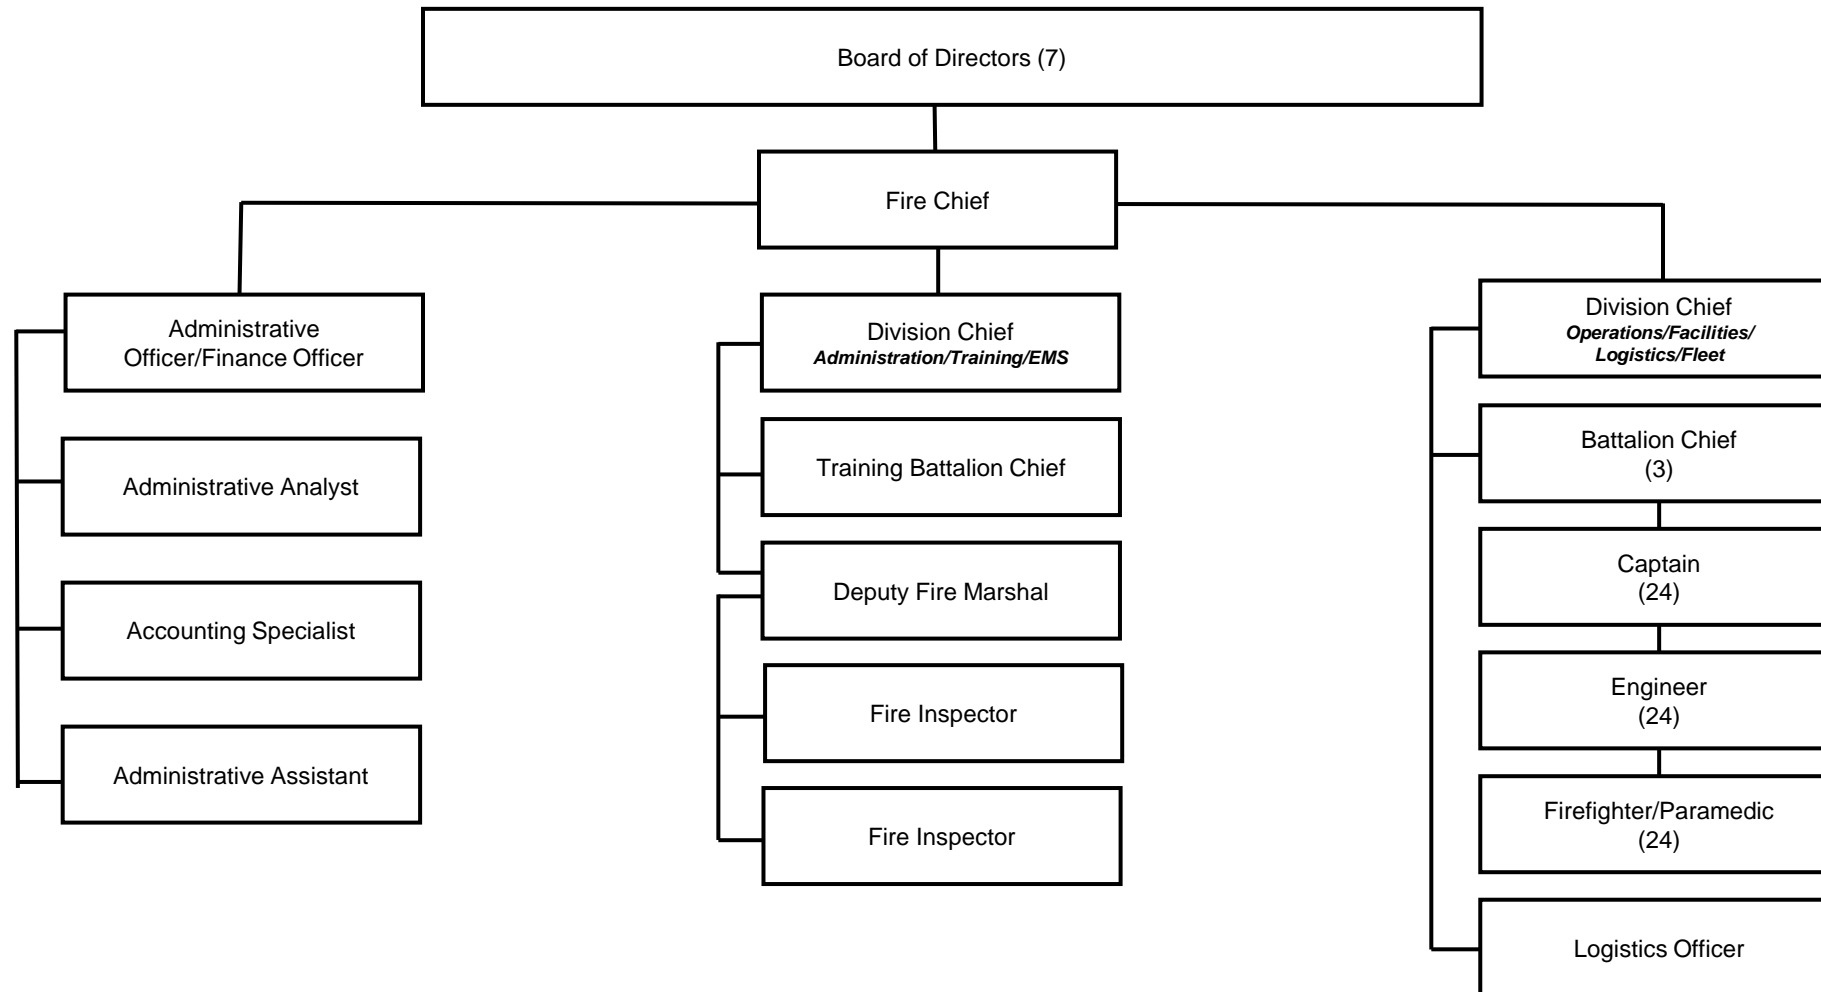 Board of Directors (7)
Fire Chief
Administrative
Officer/Finance Officer
Administrative Analyst
Accounting Specialist
Administrative Assistant
Division Chief
Administration/Training/EMS
Training Battalion Chief
Deputy Fire Marshal
Fire Inspector
Fire Inspector
Division Chief
Operations/Facilities/
Logistics/Fleet
Battalion Chief
(3)
Captain
(24)
Engineer
(24)
Firefighter/Paramedic
(24)
Logistics Officer